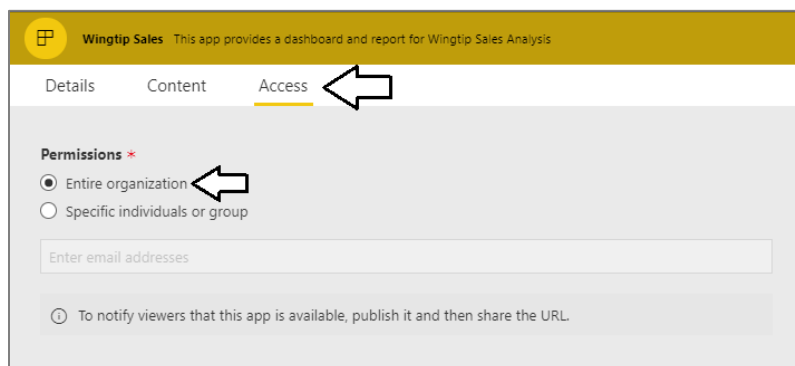 Wingtip Sales This app provides a dashboard and report for Wingtip Sales Analysis
Details Content Access
Permissions *
Entire organization
Specific individuals or group
Enter email addresses
To notify viewers that this app is available, publish it and then share the URL.